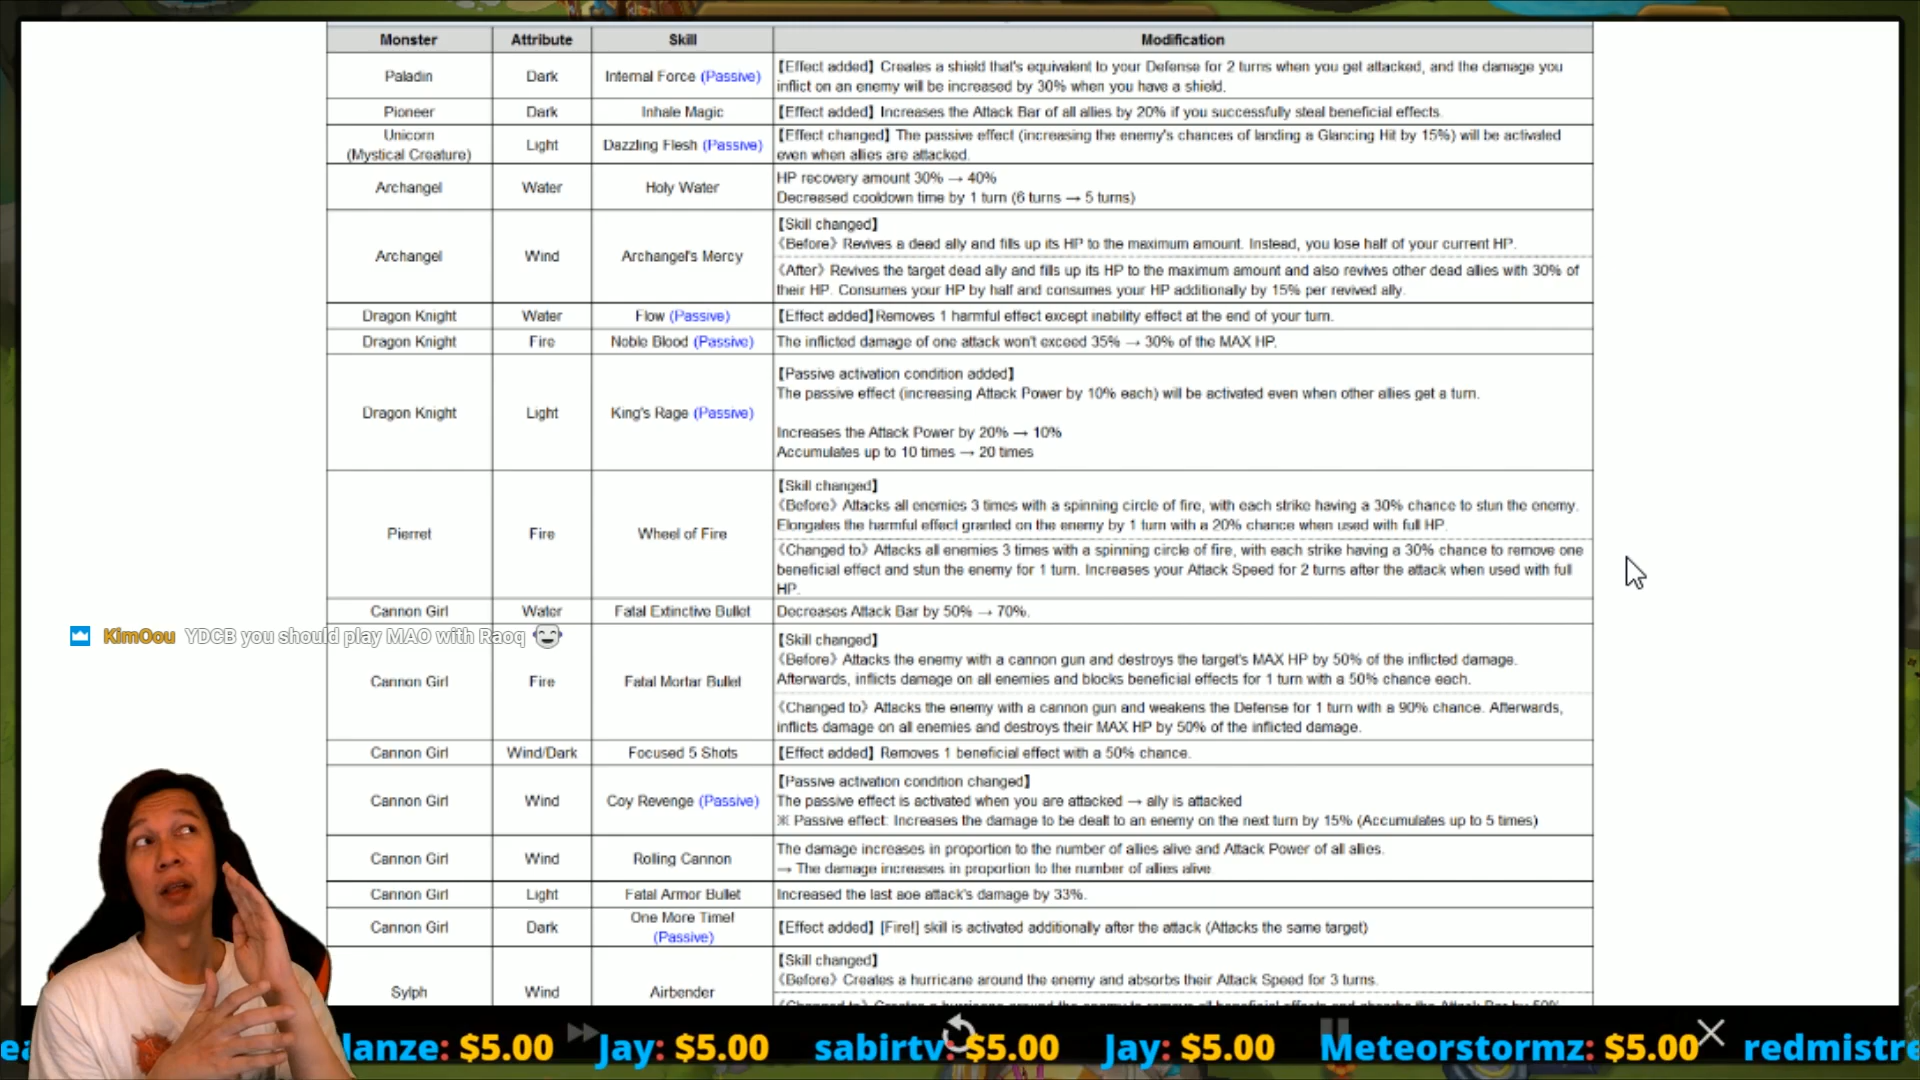 Monster Attribute Skill Modification
Paladin Dark Internal Force (Passive) 【Effect added】 Creates a shield that's equivalent to your Defense for 2 turns when you get attacked, and the damage you
inflict on an enemy will be increased by 30% when you have a shield.
Pioneer Dark Inhale Magic 【Effect added】 Increases the Attack Bar of all allies by 20% if you successfully steal beneficial effects.
Unicorn
(Mystical Creature) Light Dazzling Flesh (Passive) 【Effect changed】 The passive effect (increasing the enemy's chances of landing a Glancing Hit by 15%) will be activated
even when allies are attacked.
Archangel Water Holy Water HP recovery amount 30% → 40%
Decreased cooldown time by 1 turn (6 turns → 5 turns)
Archangel Wind Archangel's Mercy 【Skill changed】
《Before》 Revives a dead ally and fills up its HP to the maximum amount. Instead, you lose half of your current HP.
《After》 Revives the target dead ally and fills up its HP to the maximum amount and also revives other dead allies with 30% of
their HP. Consumes your HP by half and consumes your HP additionally by 15% per revived ally.
Dragon Knight Water Flow (Passive) 【Effect added】Removes 1 harmful effect except inability effect at the end of your turn.
Dragon Knight Fire Noble Blood (Passive) The inflicted damage of one attack won't exceed 35% → 30% of the MAX HP.
Dragon Knight Light King's Rage (Passive) 【Passive activation condition added】
The passive effect (increasing Attack Power by 10% each) will be activated even when other allies get a turn.
Increases the Attack Power by 20% → 10%
Accumulates up to 10 times → 20 times
Pierret Fire Wheel of Fire 【Skill changed】
《Before》 Attacks all enemies 3 times with a spinning circle of fire, with each strike having a 30% chance to stun the enemy.
Elongates the harmful effect granted on the enemy by 1 turn with a 20% chance when used with full HP.
《Changed to》 Attacks all enemies 3 times with a spinning circle of fire, with each strike having a 30% chance to remove one
beneficial effect and stun the enemy for 1 turn. Increases your Attack Speed for 2 turns after the attack when used with full
HP.
Cannon Girl Water Fatal Extinctive Bullet Decreases Attack Bar by 50% → 70%.
KimOou YDCB you should play MAO with Raoq
Cannon Girl Fire Fatal Mortar Bullet 【Skill changed】
《Before》 Attacks the enemy with a cannon gun and destroys the target's MAX HP by 50% of the inflicted damage.
Afterwards, inflicts damage on all enemies and blocks beneficial effects for 1 turn with a 50% chance each.
《Changed to》 Attacks the enemy with a cannon gun and weakens the Defense for 1 turn with a 90% chance. Afterwards,
inflicts damage on all enemies and destroys their MAX HP by 50% of the inflicted damage.
Cannon Girl Wind/Dark Focused 5 Shots 【Effect added】 Removes 1 beneficial effect with a 50% chance.
Cannon Girl Wind Coy Revenge (Passive) 【Passive activation condition changed】
The passive effect is activated when you are attacked → ally is attacked
※ Passive effect: Increases the damage to be dealt to an enemy on the next turn by 15% (Accumulates up to 5 times)
Cannon Girl Wind Rolling Cannon The damage increases in proportion to the number of allies alive and Attack Power of all allies.
→ The damage increases in proportion to the number of allies alive
Cannon Girl Light Fatal Armor Bullet Increased the last aoe attack's damage by 33%.
Cannon Girl Dark One More Time!
(Passive) 【Effect added】 [Fire!] skill is activated additionally after the attack (Attacks the same target)
Sylph Wind Airbender 【Skill changed】
《Before》 Creates a hurricane around the enemy and absorbs their Attack Speed for 3 turns.
lanze: $5.00 Jay: $5.00 sabirtv: $5.00 Jay: $5.00 Meteorstormz: $5.00 redmistre